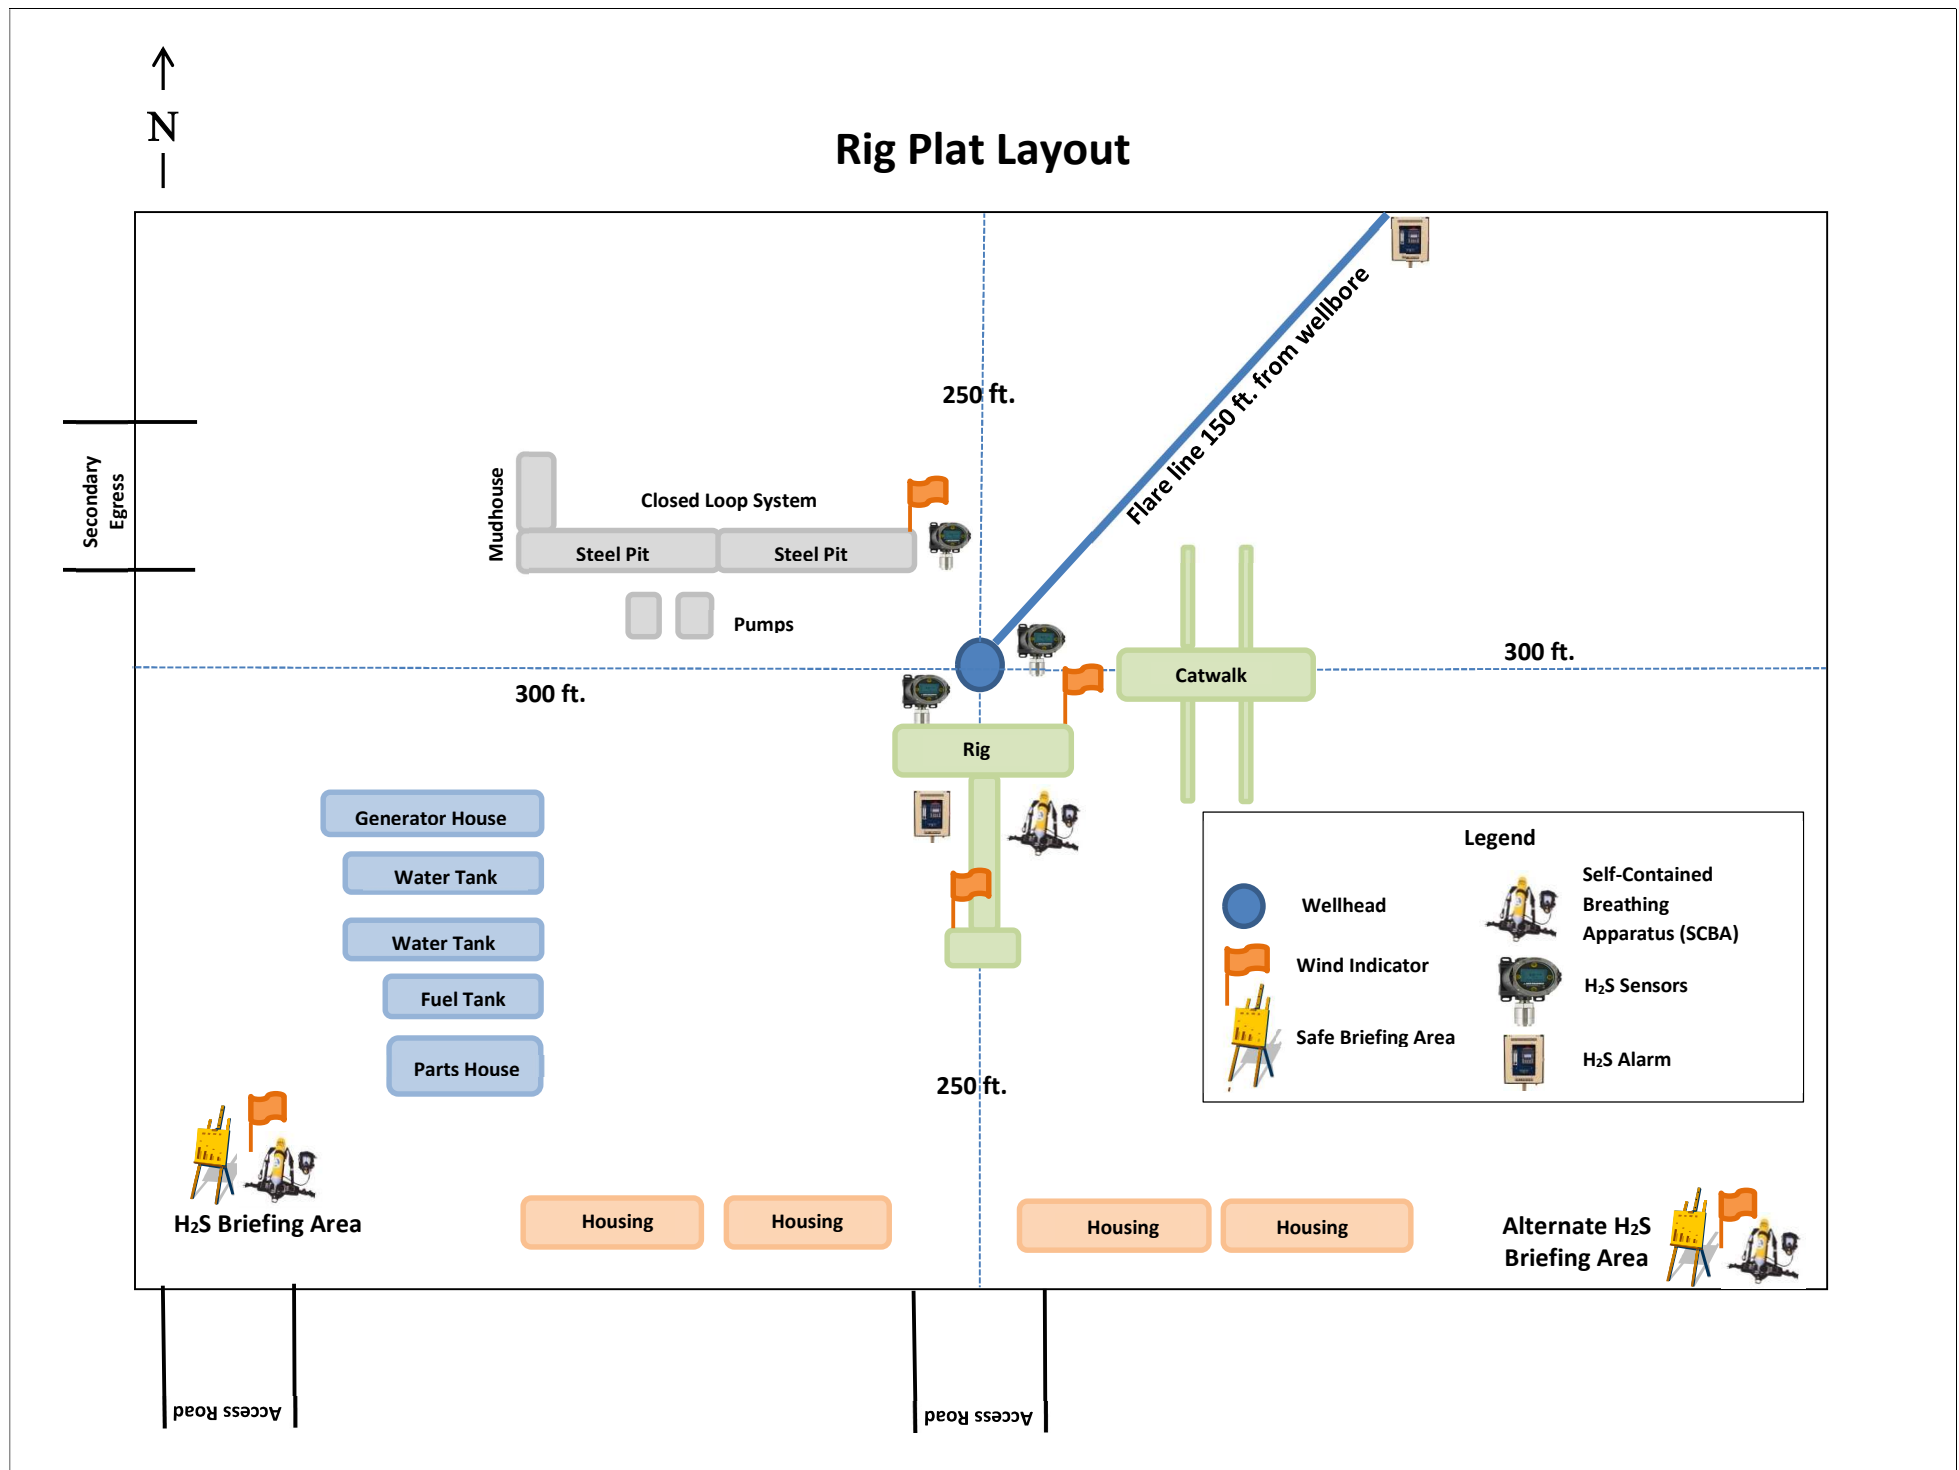 N
Rig Plat Layout
250 ft.
Flare line 150 ft. from wellbore
Secondary
Egress
Mudhouse
Closed Loop System
Steel Pit
Steel Pit
Pumps
300 ft.
300 ft.
Catwalk
Rig
Generator House
Water Tank
Water Tank
Fuel Tank
Parts House
Legend
Wellhead
Wind Indicator
Safe Briefing Area
Self-Contained
Breathing
Apparatus (SCBA)
H2S Sensors
H2S Alarm
250 ft.
H2S Briefing Area
Housing
Housing
Housing
Housing
Alternate H2S
Briefing Area
Access Road
Access Road